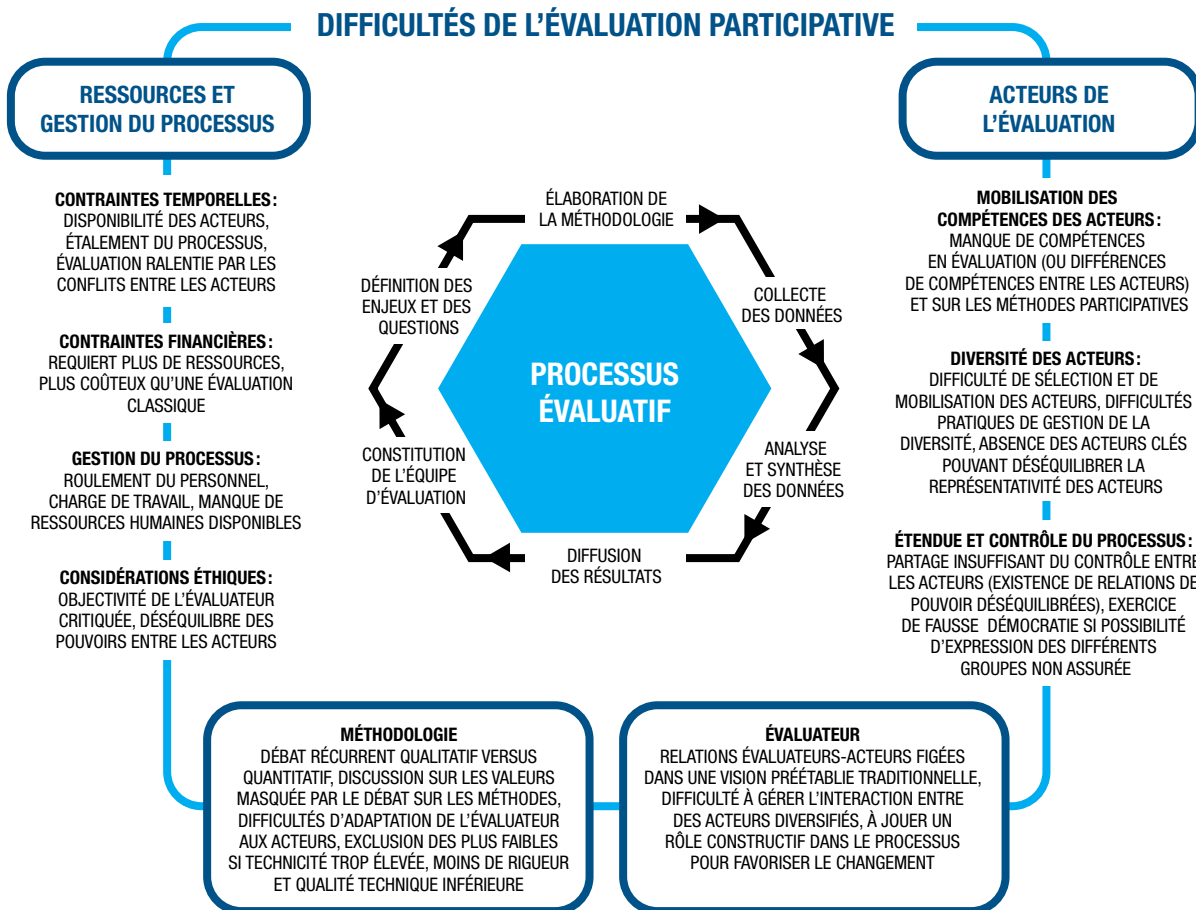 DIFFICULTÉS DE L'ÉVALUATION PARTICIPATIVE
RESSOURCES ET
GESTION DU PROCESSUS
CONTRAINTES TEMPORELLES :
DISPONIBILITÉ DES ACTEURS,
ÉTALEMENT DU PROCESSUS,
ÉVALUATION RALENTIE PAR LES
CONFLITS ENTRE LES ACTEURS
CONTRAINTES FINANCIÈRES :
REQUIERT PLUS DE RESSOURCES,
PLUS COÛTEUX QU'UNE ÉVALUATION
CLASSIQUE
GESTION DU PROCESSUS :
ROULEMENT DU PERSONNEL,
CHARGE DE TRAVAIL, MANQUE DE
RESSOURCES HUMAINES DISPONIBLES
CONSIDÉRATIONS ÉTHIQUES :
OBJECTIVITÉ DE L'ÉVALUATEUR
CRITIQUÉE, DÉSÉQUILIBRE DES
POUVOIRS ENTRE LES ACTEURS
ÉLABORATION DE
LA MÉTHODOLOGIE
COLLECTE
DES DONNÉES
ANALYSE
ET SYNTHÈSE
DES DONNÉES
DIFFUSION
DES RÉSULTATS
CONSTITUTION
DE L'ÉQUIPE
D'ÉVALUATION
DÉFINITION DES
ENJEUX ET DES
QUESTIONS
PROCESSUS
ÉVALUATIF
ACTEURS DE
L'ÉVALUATION
MOBILISATION DES
COMPÉTENCES DES ACTEURS :
MANQUE DE COMPÉTENCES
EN ÉVALUATION (OU DIFFÉRENCES
DE COMPÉTENCES ENTRE LES ACTEURS)
ET SUR LES MÉTHODES PARTICIPATIVES
DIVERSITÉ DES ACTEURS :
DIFFICULTÉ DE SÉLECTION ET DE
MOBILISATION DES ACTEURS, DIFFICULTÉS
PRATIQUES DE GESTION DE LA
DIVERSITÉ, ABSENCE DES ACTEURS CLÉS
POUVANT DÉSÉQUILIBRER LA
REPRÉSENTATIVITÉ DES ACTEURS
ÉTENDUE ET CONTRÔLE DU PROCESSUS :
PARTAGE INSUFFISANT DU CONTRÔLE ENTRE
LES ACTEURS (EXISTENCE DE RELATIONS DE
POUVOIR DÉSÉQUILIBRÉES), EXERCICE
DE FAUSSE DÉMOCRATIE SI POSSIBILITÉ
D'EXPRESSION DES DIFFÉRENTS
GROUPES NON ASSURÉE
MÉTHODOLOGIE
DÉBAT RÉCURRENT QUALITATIF VERSUS
QUANTITATIF, DISCUSSION SUR LES VALEURS
MASQUÉE PAR LE DÉBAT SUR LES MÉTHODES,
DIFFICULTÉS D'ADAPTATION DE L'ÉVALUATEUR
AUX ACTEURS, EXCLUSION DES PLUS FAIBLES
SI TECHNICITÉ TROP ÉLEVÉE, MOINS DE RIGUEUR
ET QUALITÉ TECHNIQUE INFÉRIEURE
ÉVALUATEUR
RELATIONS ÉVALUATEURS-ACTEURS FIGÉES
DANS UNE VISION PRÉÉTABLIE TRADITIONNELLE,
DIFFICULTÉ À GÉRER L'INTERACTION ENTRE
DES ACTEURS DIVERSIFIÉS, À JOUER UN
RÔLE CONSTRUCTIF DANS LE PROCESSUS
POUR FAVORISER LE CHANGEMENT